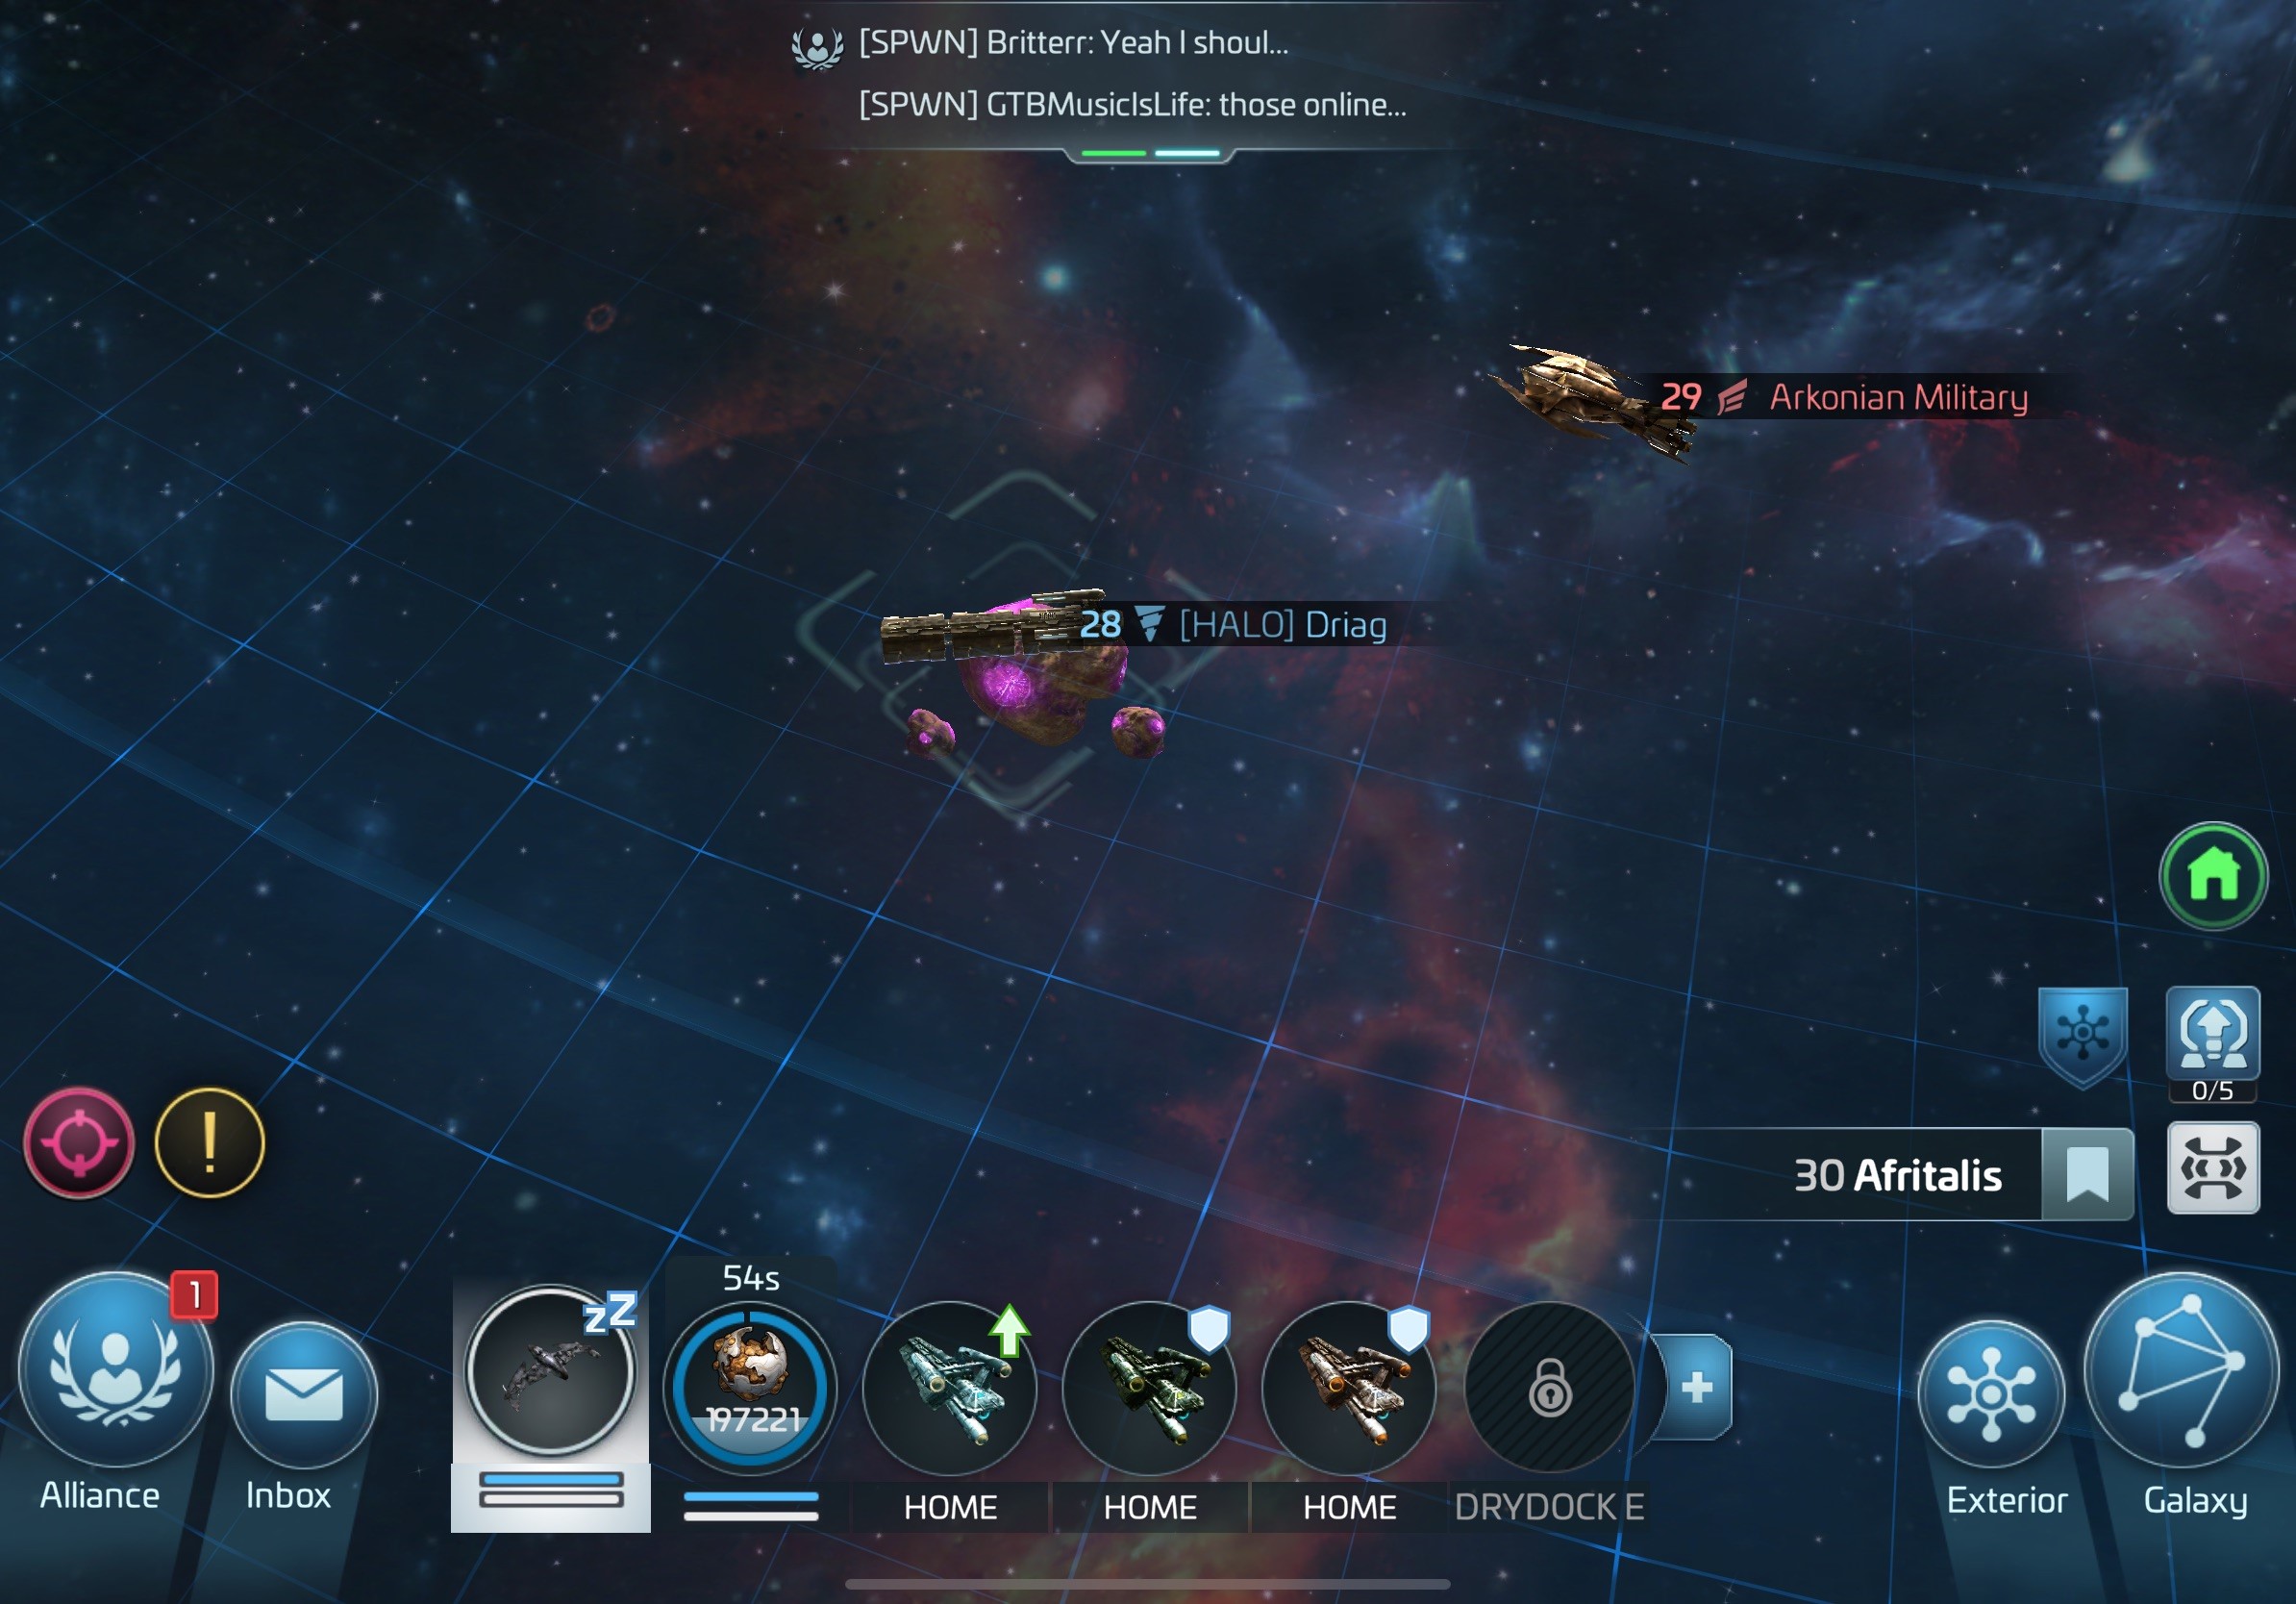 [SPWN] Britterr: Yeah I shoul...
[SPWN] GTBMusicIsLife: those online...
29 Arkonian Military
28 [HALO] Driag
0/5
30 Afritalis
!
1
zZ
54s
197221
Alliance
Inbox
HOME
HOME
HOME
DRYDOCK E
Exterior
Galaxy